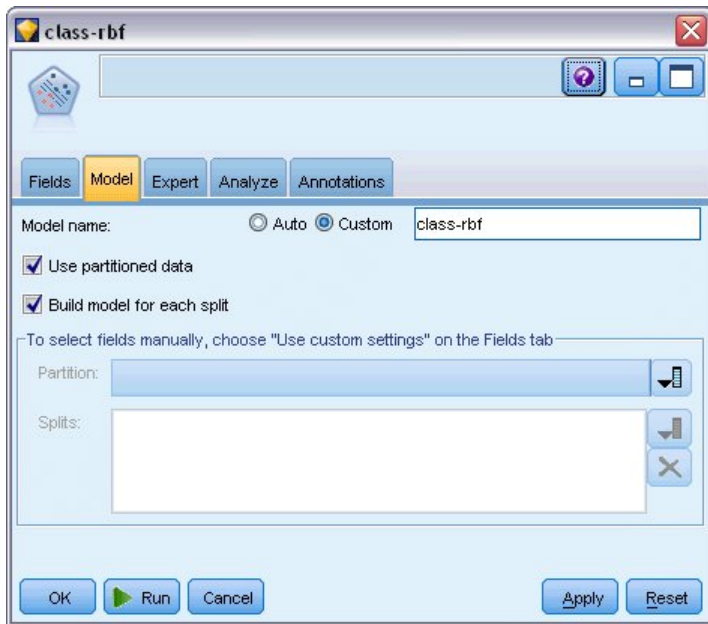 class-rbf
Fields Model Expert Analyze Annotations
Model name: Auto Custom class-rbf
Use partitioned data
Build model for each split
To select fields manually, choose "Use custom settings" on the Fields tab
Partition:
Splits:
OK Run Cancel Apply Reset